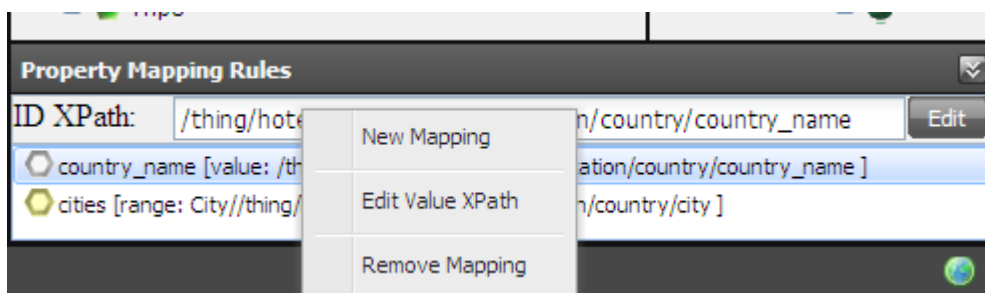 Property Mapping Rules
ID XPath: /thing/hote n/country/country_name Edit
New Mapping
country_name [value: /th ation/country/country_name ]
Edit Value XPath
cities [range: City//thing/ n/country/city ]
Remove Mapping